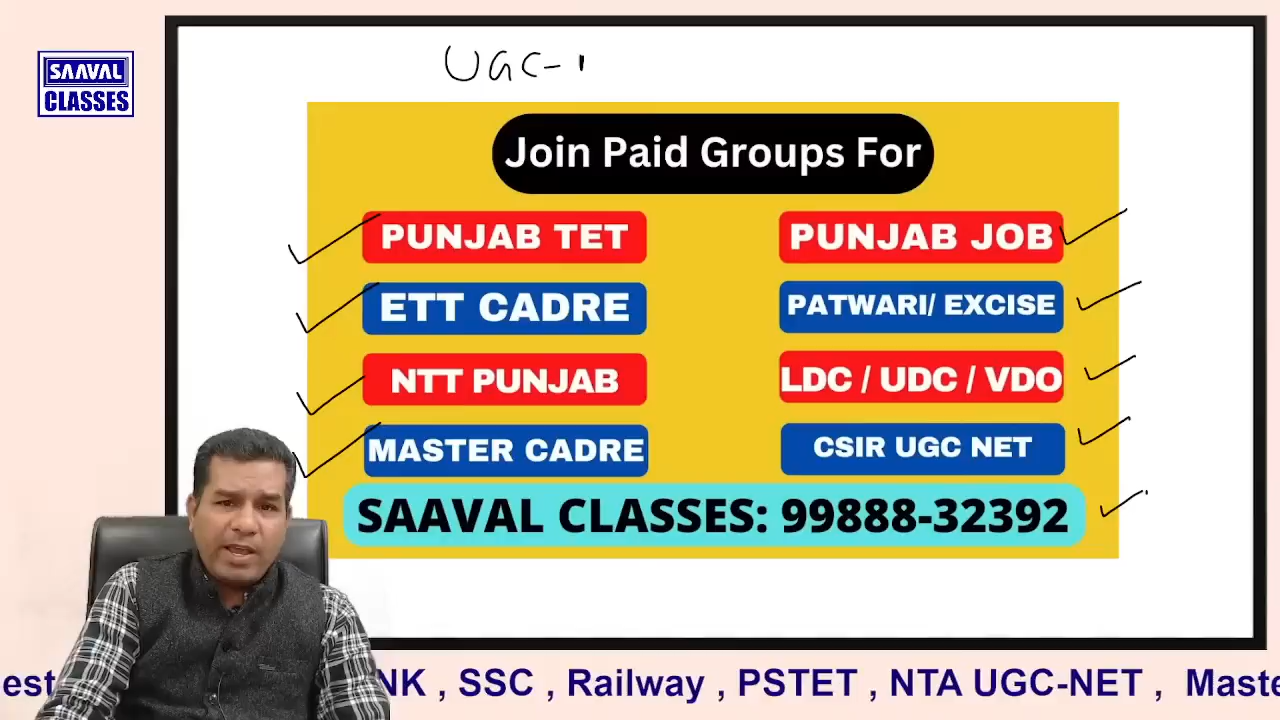 SAAVAL
CLASSES
UGC-
Join Paid Groups For
PUNJAB TET
PUNJAB JOB
ETT CADRE
PATWARI/ EXCISE
NTT PUNJAB
LDC / UDC / VDO
MASTER CADRE
CSIR UGC NET
SAAVAL CLASSES: 99888-32392
est NK , SSC , Railway , PSTET , NTA UGC-NET , Maste